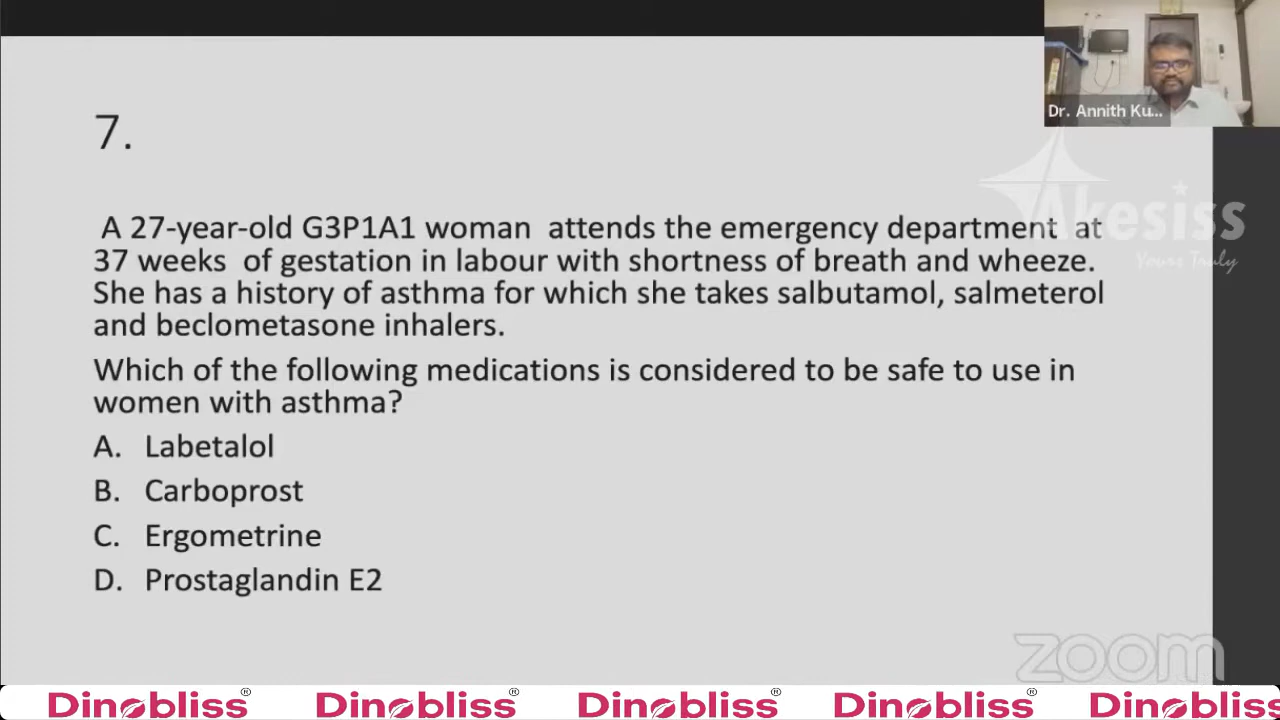 Dr. Annith Ku...
7.
Akesiss
Yours Truly
A 27-year-old G3P1A1 woman attends the emergency department at
37 weeks of gestation in labour with shortness of breath and wheeze.
She has a history of asthma for which she takes salbutamol, salmeterol
and beclometasone inhalers.
Which of the following medications is considered to be safe to use in
women with asthma?
A. Labetalol
B. Carboprost
C. Ergometrine
D. Prostaglandin E2
zoom
Dinobliss® Dinobliss® Dinobliss® Dinobliss® Dinobliss